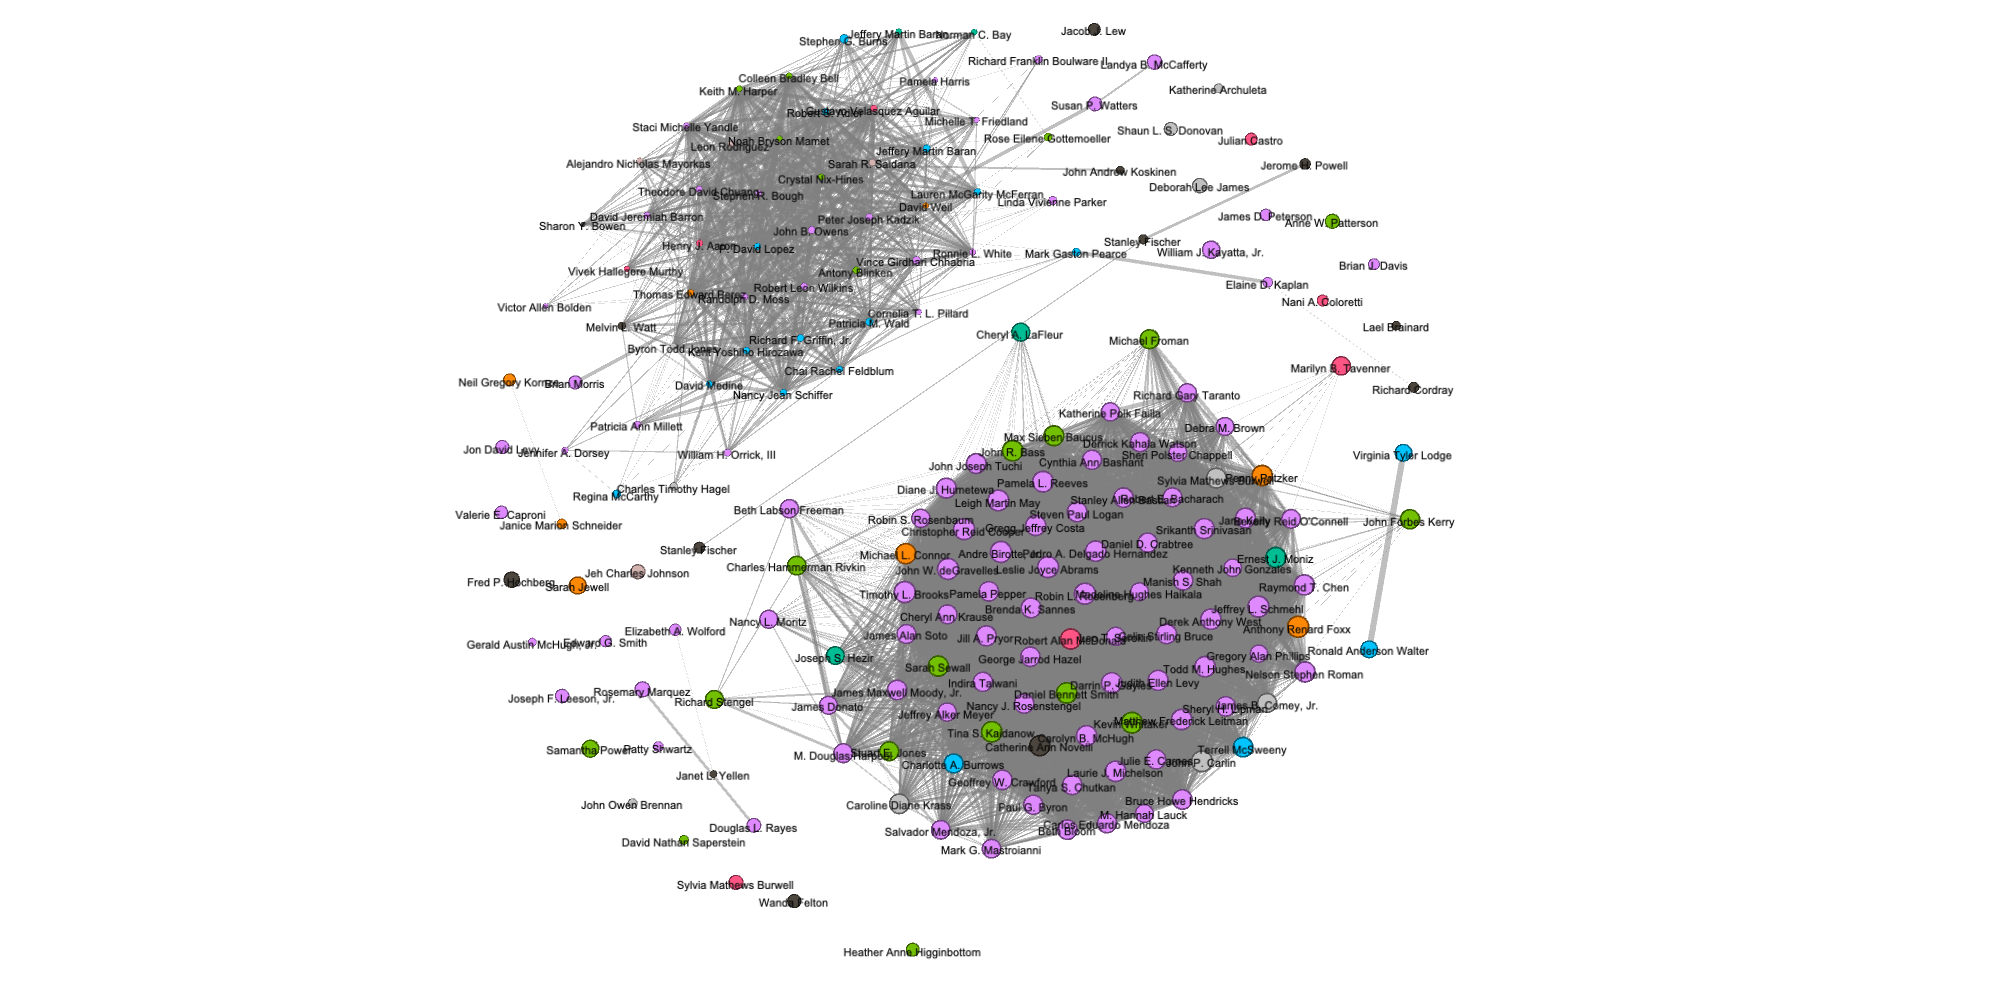 Jacob J. Lew
Jeffery Martin Baran
Norman C. Bay
Stephen G. Burns
Richard Franklin Boulware II
Landya B. McCafferty
Colleen Bradley Bell
Pamela Harris
Keith M. Harper
Katherine Archuleta
Susan P. Watters
Gustavo Velasquez Aguilar
Robert S. Adler
Michelle T. Friedland
Staci Michelle Yandle
Shaun L. S. Donovan
Rose Eilene Gottemoeller
Julian Castro
Noah Bryson Mamet
Leon Rodriguez
Jeffery Martin Baran
Alejandro Nicholas Mayorkas
Sarah R. Saldana
Jerome H. Powell
John Andrew Koskinen
Crystal Nix-Hines
Deborah Lee James
Theodore David Chuang
Stephen R. Bough
Lauren McGarity McFerran
Linda Vivienne Parker
David Weil
David Jeremiah Barron
Peter Joseph Kadzik
James D. Peterson
Anne W. Patterson
Sharon Y. Bowen
John B. Owens
Stanley Fischer
Henry J. Aaron
P. David Lopez
Ronnie L. White
Mark Gaston Pearce
William J. Kayatta, Jr.
Vince Girdhari Chhabria
Brian J. Davis
Vivek Hallegere Murthy
Antony Blinken
Elaine D. Kaplan
Robert Leon Wilkins
Thomas Edward Perez
Randolph D. Moss
Nani A. Coloretti
Victor Allen Bolden
Cornelia T. L. Pillard
Patricia M. Wald
Melvin L. Watt
Lael Brainard
Cheryl A. LaFleur
Richard F. Griffin, Jr.
Michael Froman
Byron Todd Jones
Kent Yoshiho Hirozawa
Marilyn B. Tavenner
Chai Rachel Feldblum
Neil Gregory Kornze
Brian Morris
David Medine
Richard Cordray
Nancy Jean Schiffer
Richard Gary Taranto
Katherine Polk Failla
Patricia Ann Millett
Debra M. Brown
Max Sieben Baucus
Derrick Kahala Watson
Jon David Levy
Jennifer A. Dorsey
William H. Orrick, III
John R. Bass
Sheri Polster Chappell
Virginia Tyler Lodge
John Joseph Tuchi
Cynthia Ann Bashant
Penny Pritzker
Sylvia Mathews Burwell
Pamela L. Reeves
Charles Timothy Hagel
Diane J. Humetewa
Regina McCarthy
Leigh Martin May
Stanley Allen Bastian
Robert E. Bacharach
Beth Labson Freeman
Steven Paul Logan
Valerie E. Caproni
Janice Marion Schneider
Robin S. Rosenbaum
Jane Kelly
Beverly Reid O'Connell
John Forbes Kerry
Gregg Jeffrey Costa
Christopher Reid Cooper
Srikanth Srinivasan
Daniel D. Crabtree
Stanley Fischer
Michael L. Connor
Andre Birotte, Jr.
Pedro A. Delgado Hernandez
Ernest J. Moniz
Charles Hammerman Rivkin
John W. deGravelles
Leslie Joyce Abrams
Kenneth John Gonzales
Jeh Charles Johnson
Fred P. Hochberg
Sarah Jewell
Manish S. Shah
Raymond T. Chen
Timothy L. Brooks
Pamela Pepper
Robin L. Rosenberg
Madeline Hughes Haikala
Brenda K. Sannes
Jeffrey L. Schmehl
Cheryl Ann Krause
Nancy L. Moritz
Derek Anthony West
Anthony Renard Foxx
Elizabeth A. Wolford
James Alan Soto
Jill A. Pryor
Robert Alan McDonald
Colin Stirling Bruce
Gerald Austin McHugh, Jr.
Edward G. Smith
Ronald Anderson Walter
Joseph S. Hezir
George Jarrod Hazel
Gregory Alan Phillips
Sarah Sewall
Todd M. Hughes
Nelson Stephen Roman
Indira Talwani
Darrin P. Gayles
Judith Ellen Levy
Rosemary Marquez
James Maxwell Moody, Jr.
Daniel Bennett Smith
Joseph F. Leeson, Jr.
Richard Stengel
James Donato
Nancy J. Rosenstengel
James B. Comey, Jr.
Sheryl H. Lipman
Jeffrey Alker Meyer
Matthew Frederick Leitman
Kevin Whitaker
Tina S. Kaidanow
Carolyn B. McHugh
Catherine Ann Novelli
Samantha Power
Patty Shwartz
Terrell McSweeny
M. Douglas Harpool
Stuart E. Jones
Charlotte A. Burrows
Julie E. Carnes
John P. Carlin
Laurie J. Michelson
Janet L. Yellen
Geoffrey W. Crawford
Tanya S. Chutkan
John Owen Brennan
Caroline Diane Krass
Paul G. Byron
Bruce Howe Hendricks
M. Hannah Lauck
Douglas L. Rayes
Carlos Eduardo Mendoza
Salvador Mendoza, Jr.
Beth Bloom
David Nathan Saperstein
Mark G. Mastroianni
Sylvia Mathews Burwell
Wanda Felton
Heather Anne Higginbottom